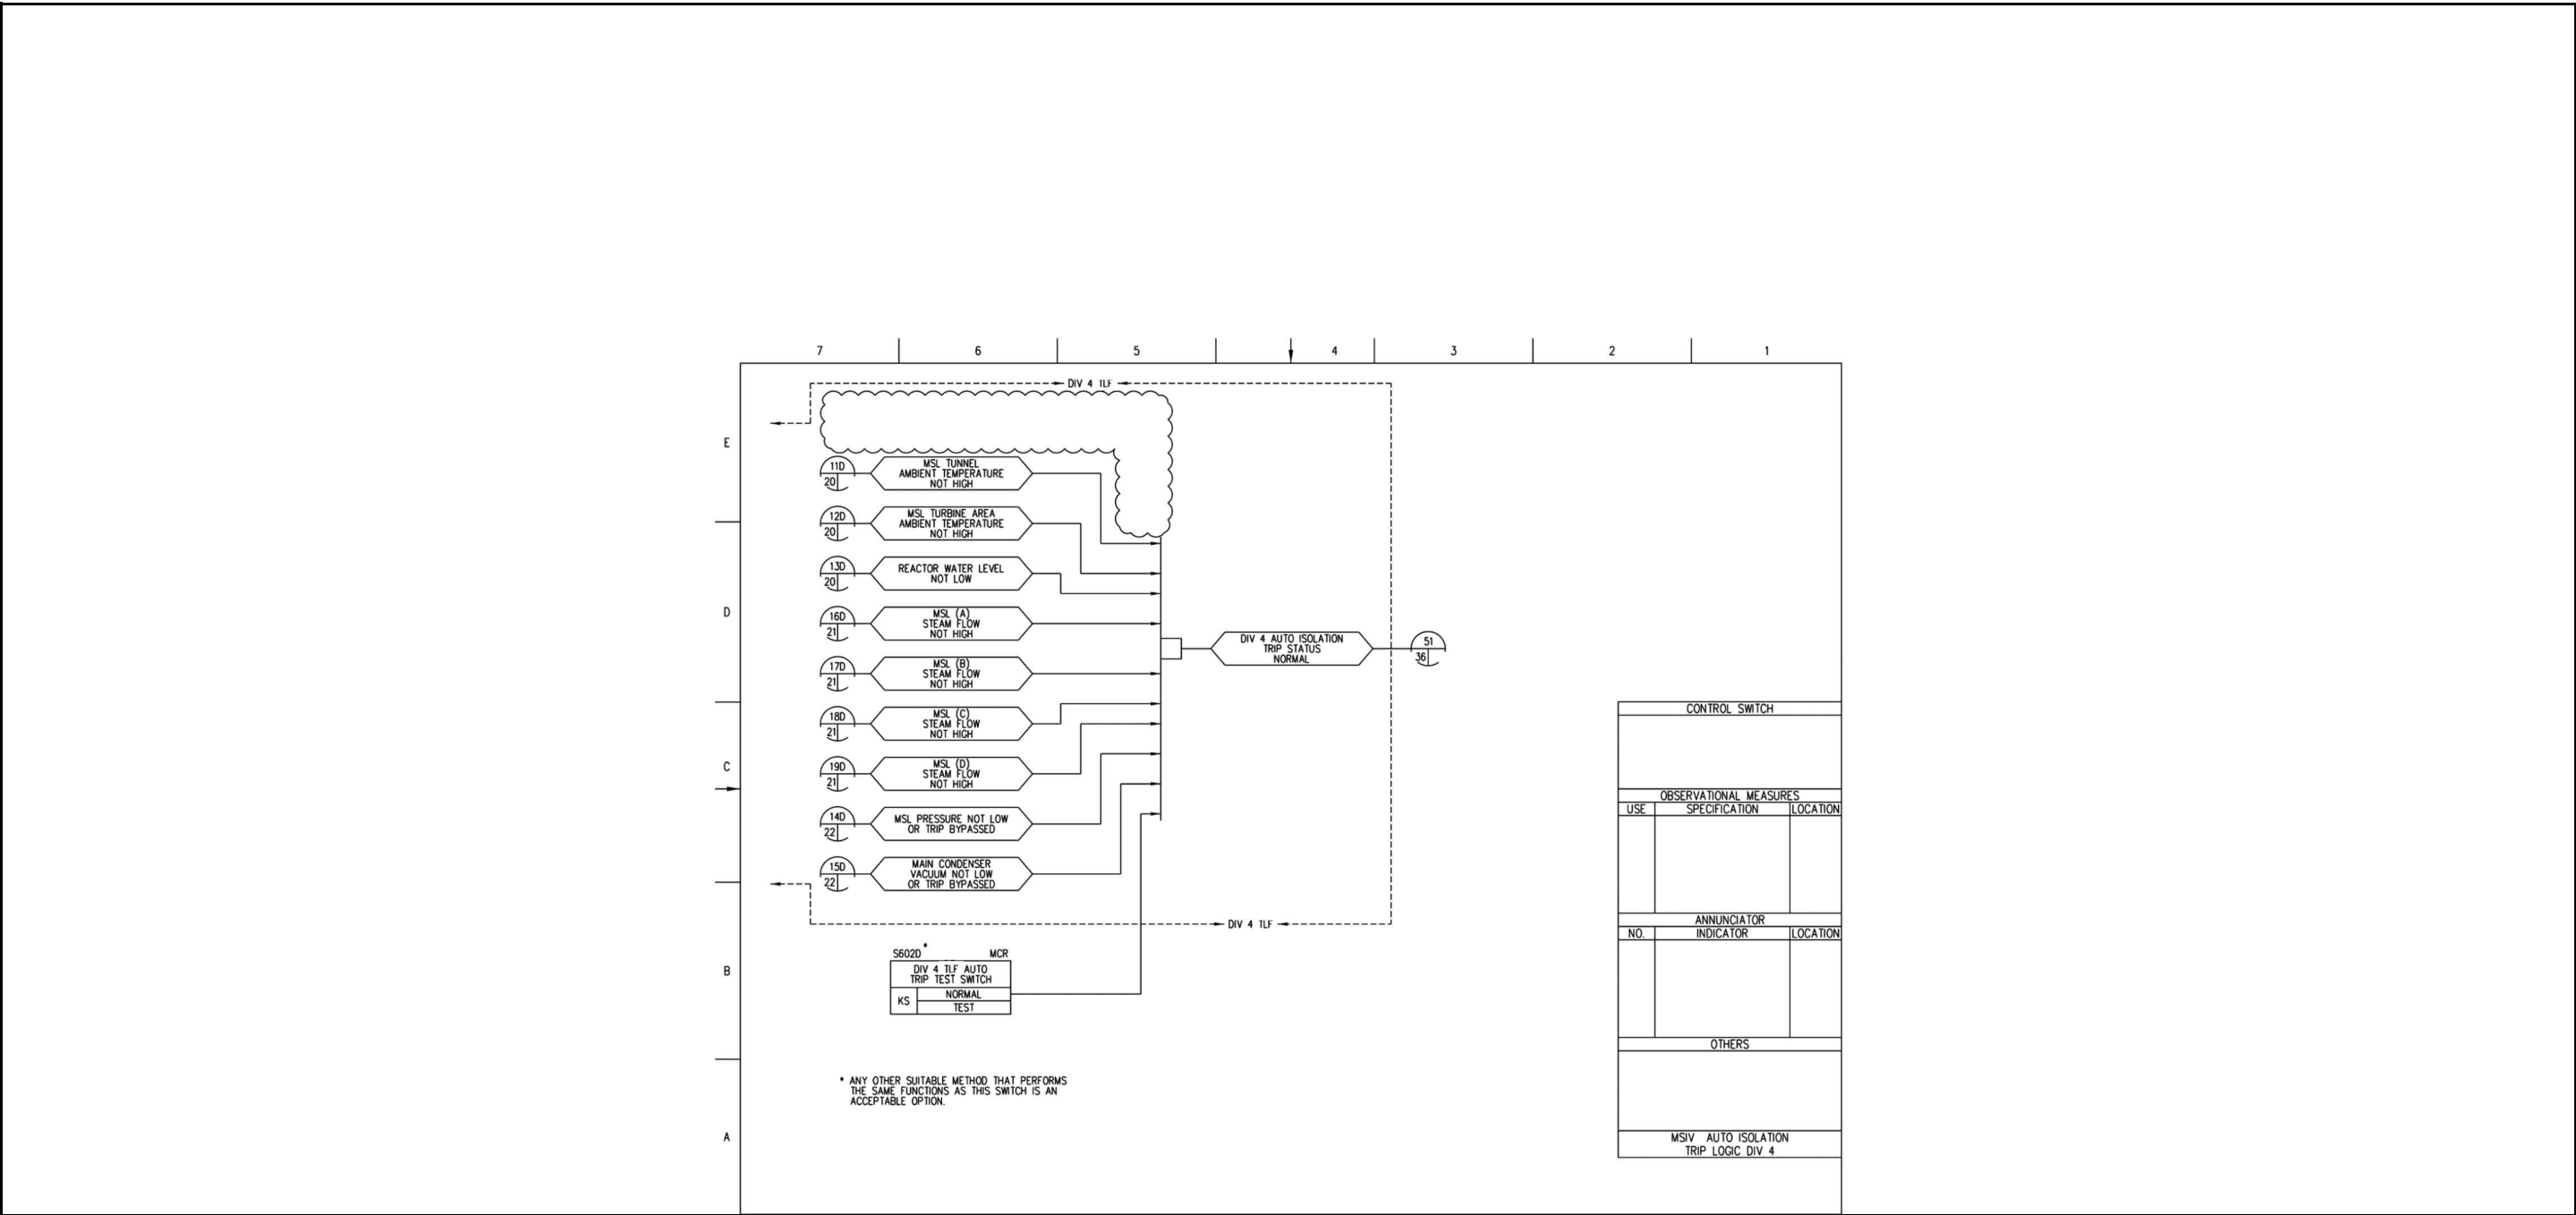 7 6 5 4 3 2 1
E
D
C
B
A
DIV 4 TLF
11D
20
MSL TUNNEL
AMBIENT TEMPERATURE
NOT HIGH
12D
20
MSL TURBINE AREA
AMBIENT TEMPERATURE
NOT HIGH
13D
20
REACTOR WATER LEVEL
NOT LOW
16D
21
MSL (A)
STEAM FLOW
NOT HIGH
17D
21
MSL (B)
STEAM FLOW
NOT HIGH
18D
21
MSL (C)
STEAM FLOW
NOT HIGH
19D
21
MSL (D)
STEAM FLOW
NOT HIGH
14D
22
MSL PRESSURE NOT LOW
OR TRIP BYPASSED
15D
22
MAIN CONDENSER
VACUUM NOT LOW
OR TRIP BYPASSED
DIV 4 AUTO ISOLATION
TRIP STATUS
NORMAL
51
36
DIV 4 TLF
S602D * MCR
DIV 4 TLF AUTO
TRIP TEST SWITCH
KS
NORMAL
TEST
* ANY OTHER SUITABLE METHOD THAT PERFORMS
THE SAME FUNCTIONS AS THIS SWITCH IS AN
ACCEPTABLE OPTION.
CONTROL SWITCH
OBSERVATIONAL MEASURES
USE SPECIFICATION LOCATION
ANNUNCIATOR
NO. INDICATOR LOCATION
OTHERS
MSIV AUTO ISOLATION
TRIP LOGIC DIV 4